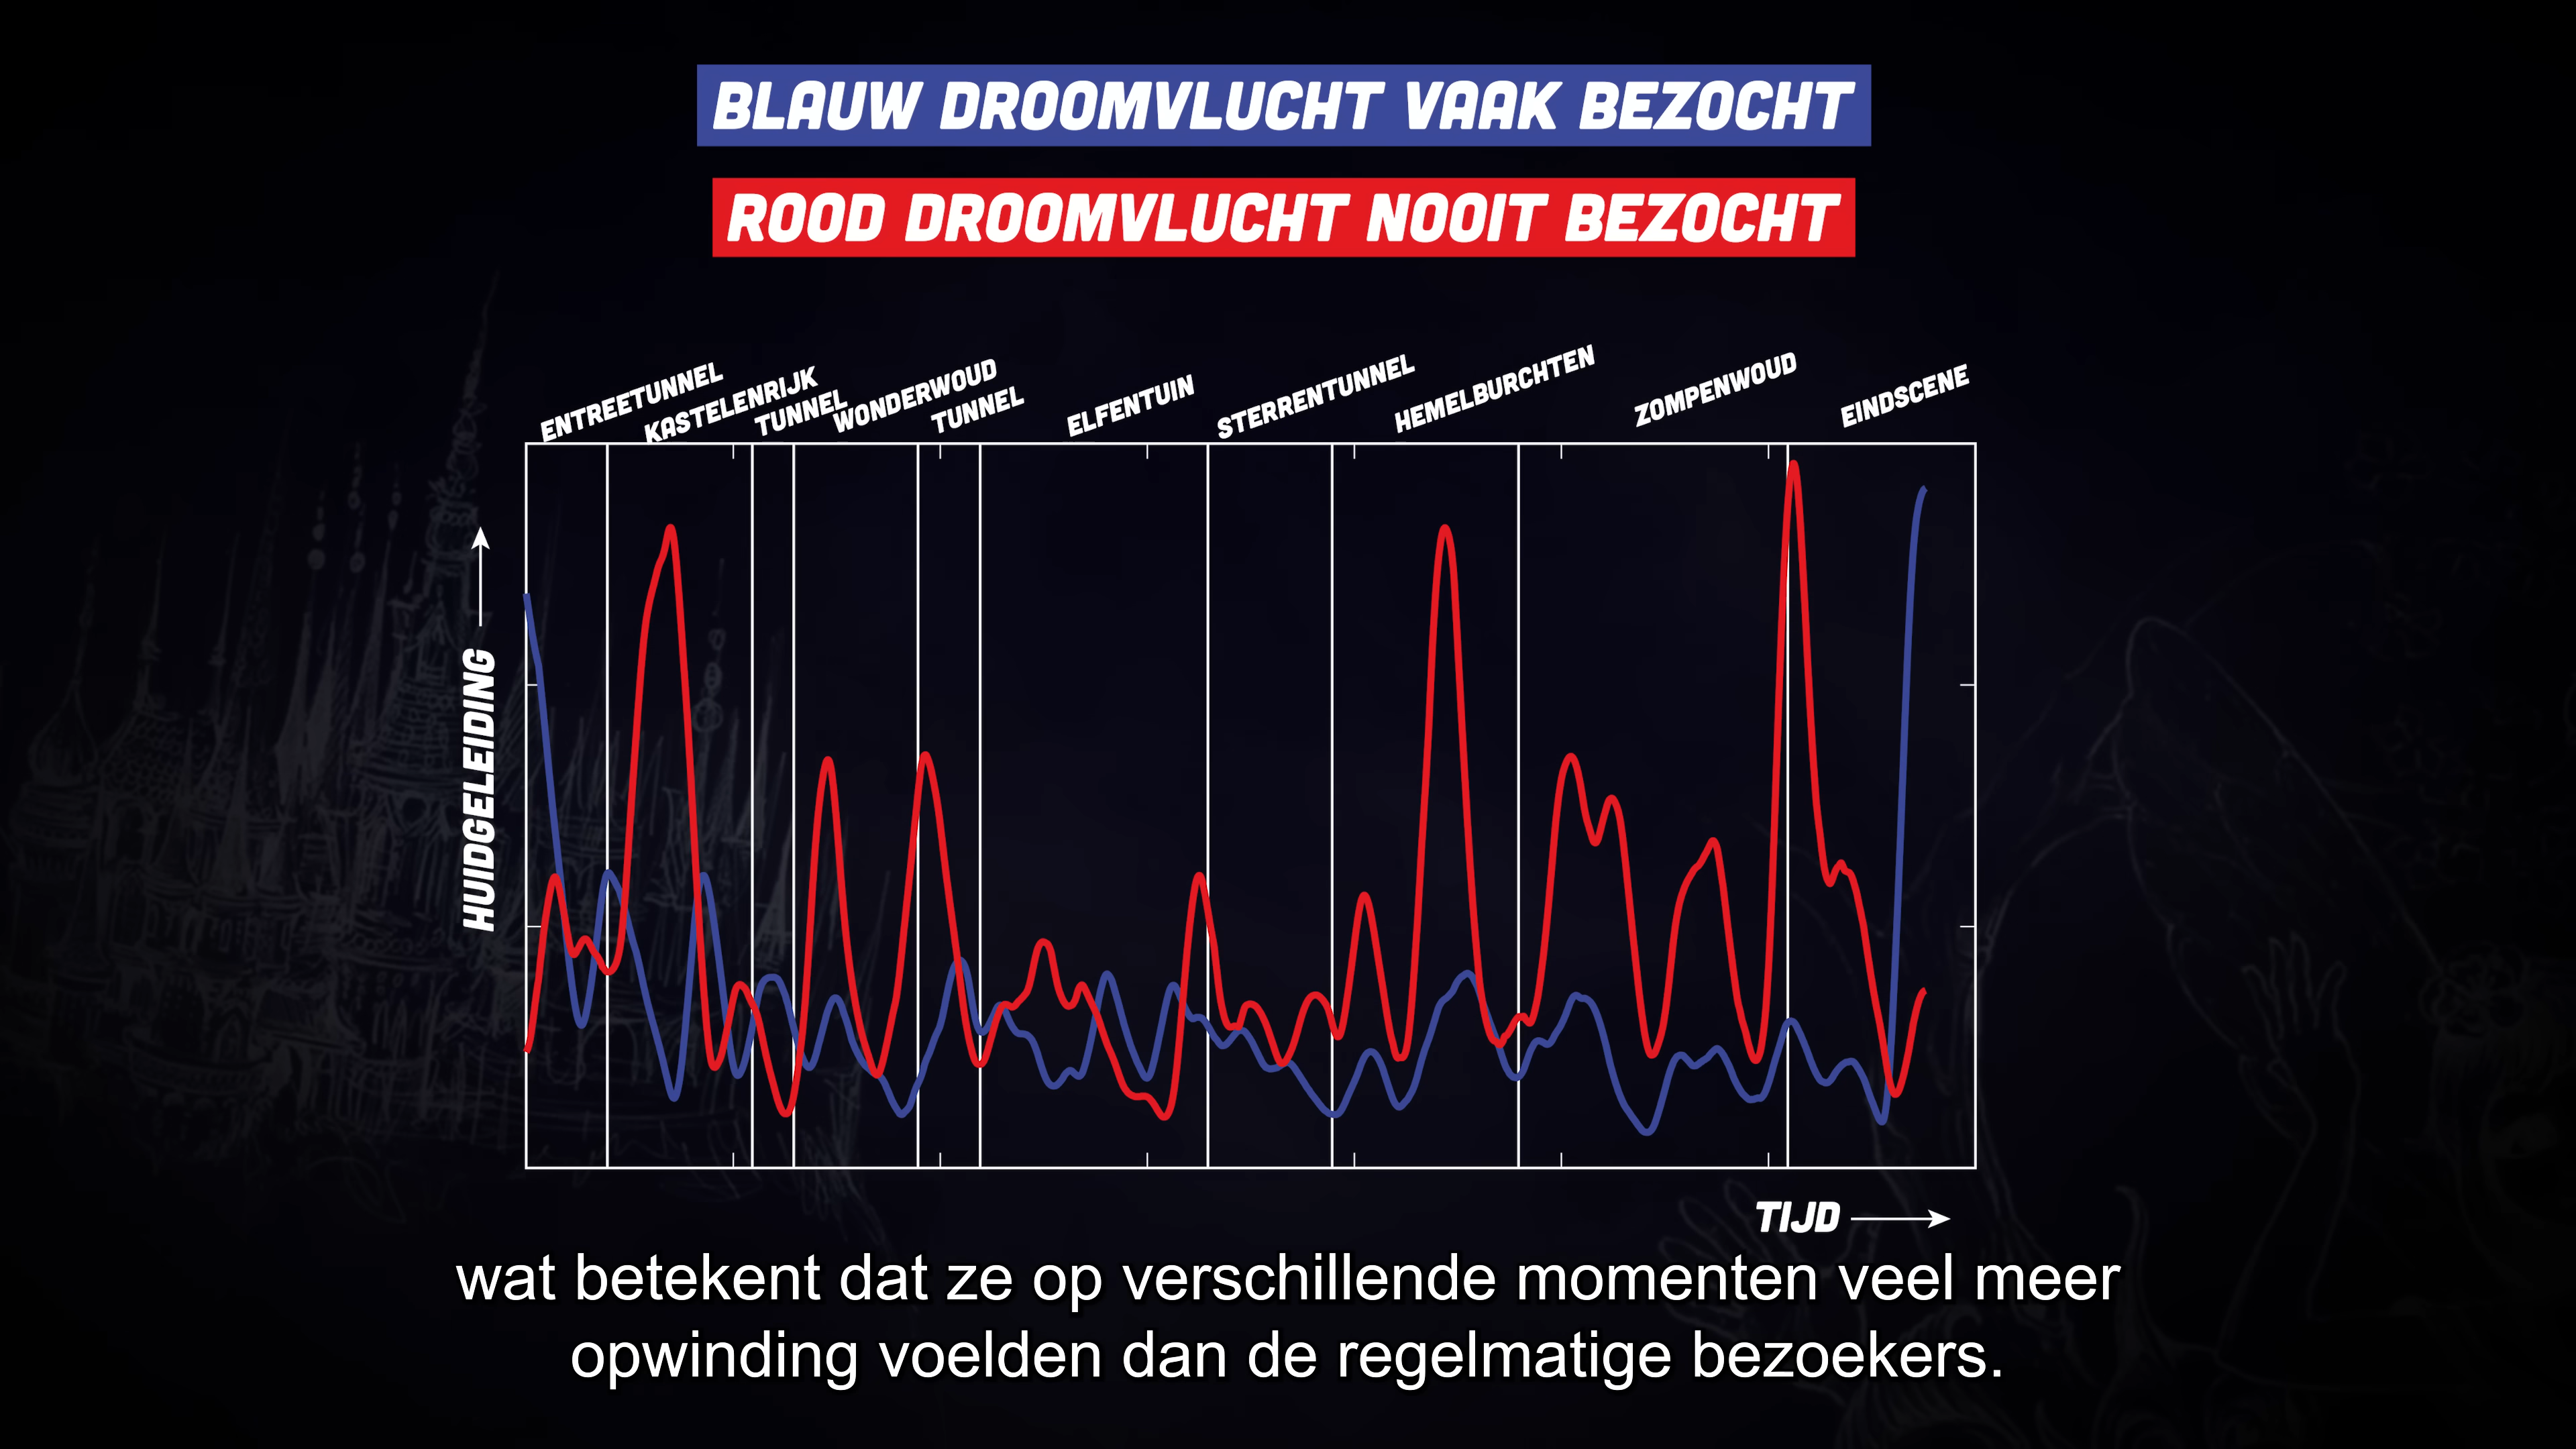 BLAUW DROOMVLUCHT VAAK BEZOCHT
ROOD DROOMVLUCHT NOOIT BEZOCHT
ENTREETUNNEL
KASTELENRIJK
TUNNEL
WONDERWOUD
TUNNEL
ELFENTUIN
STERRENTUNNEL
HEMELBURCHTEN
ZOMPENWOUD
EINDSCENE
HUIDGELEIDING
TIJD
wat betekent dat ze op verschillende momenten veel meer
opwinding voelden dan de regelmatige bezoekers.